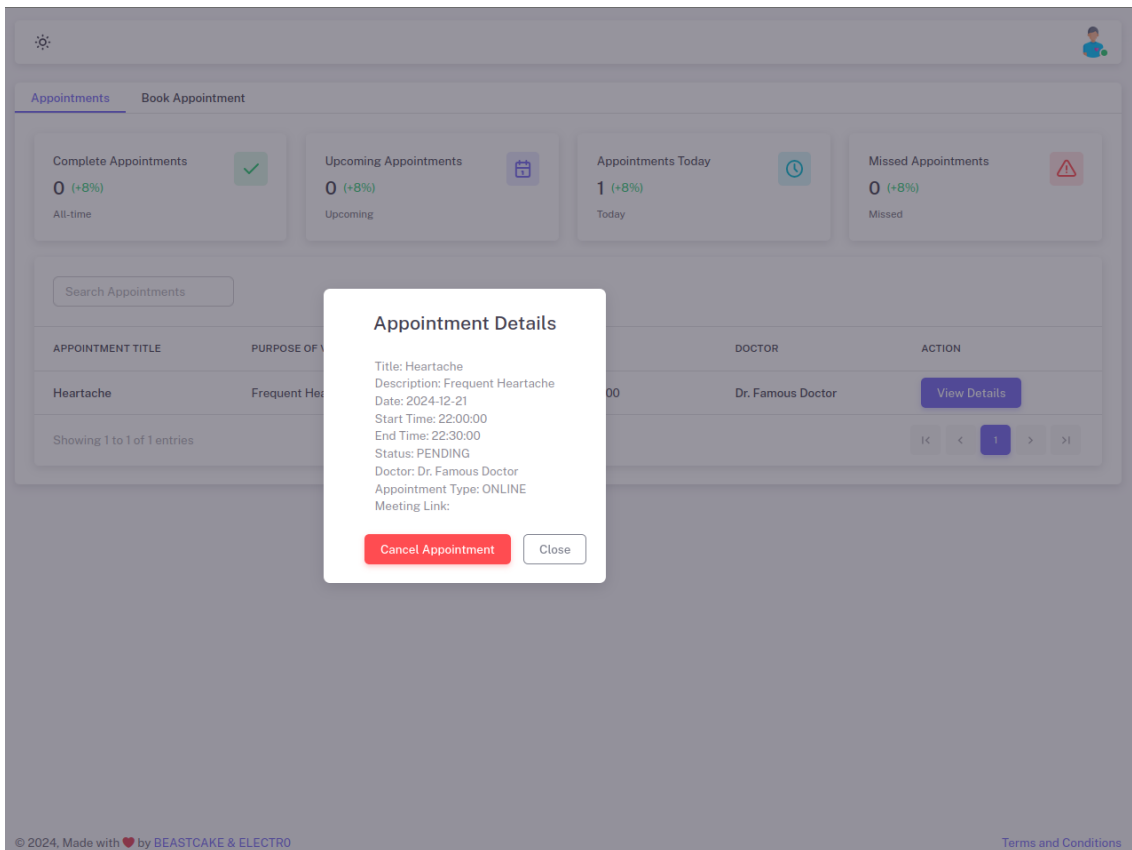 Appointments Book Appointment
Complete Appointments
0 (+8%)
All-time
Upcoming Appointments
0 (+8%)
Upcoming
Appointments Today
1 (+8%)
Today
Missed Appointments
0 (+8%)
Missed
Search Appointments
APPOINTMENT TITLE PURPOSE OF DOCTOR ACTION
Heartache Frequent Hea 00 Dr. Famous Doctor View Details
Showing 1 to 1 of 1 entries 1
Appointment Details
Title: Heartache
Description: Frequent Heartache
Date: 2024-12-21
Start Time: 22:00:00
End Time: 22:30:00
Status: PENDING
Doctor: Dr. Famous Doctor
Appointment Type: ONLINE
Meeting Link:
Cancel Appointment Close
© 2024, Made with ❤ by BEASTCAKE & ELECTR0 Terms and Conditions